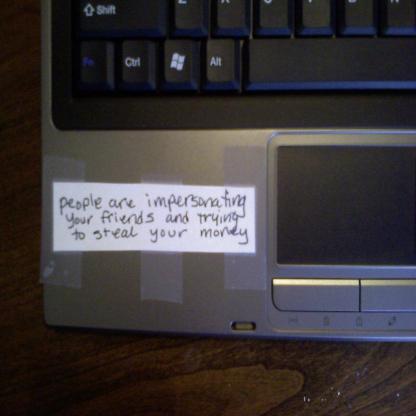 Shift
Z
Fn
Ctrl
Alt
people are impersonating
your friends and trying
to steal your money